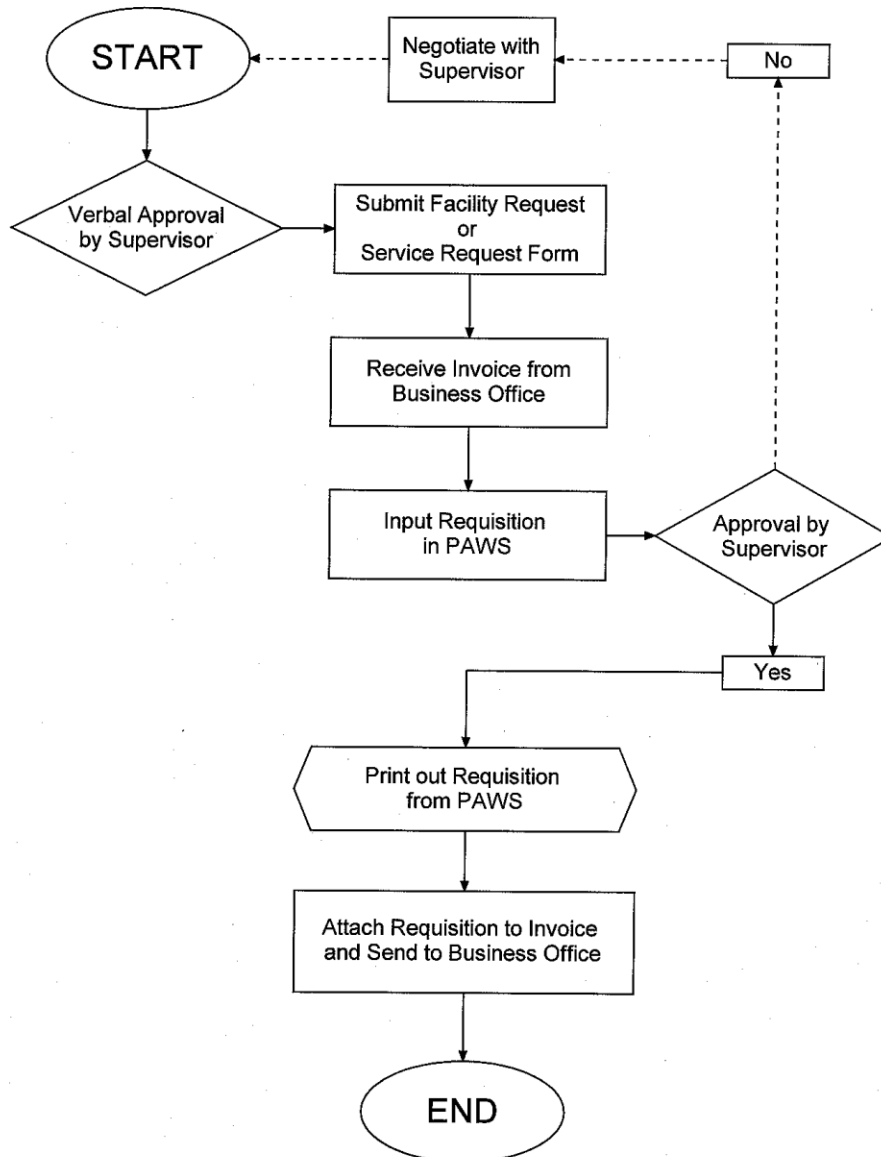 START
Negotiate with
Supervisor
No
Verbal Approval
by Supervisor
Submit Facility Request
or
Service Request Form
Receive Invoice from
Business Office
Input Requisition
in PAWS
Approval by
Supervisor
Yes
Print out Requisition
from PAWS
Attach Requisition to Invoice
and Send to Business Office
END